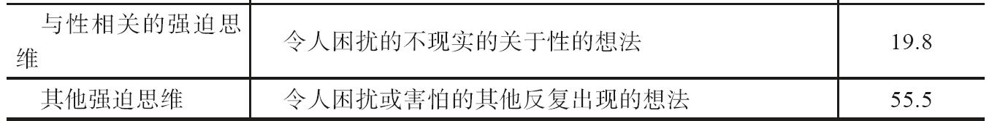 与性相关的强迫思
维
令人困扰的不现实的关于性的想法
19.8
其他强迫思维
令人困扰或害怕的其他反复出现的想法
55.5